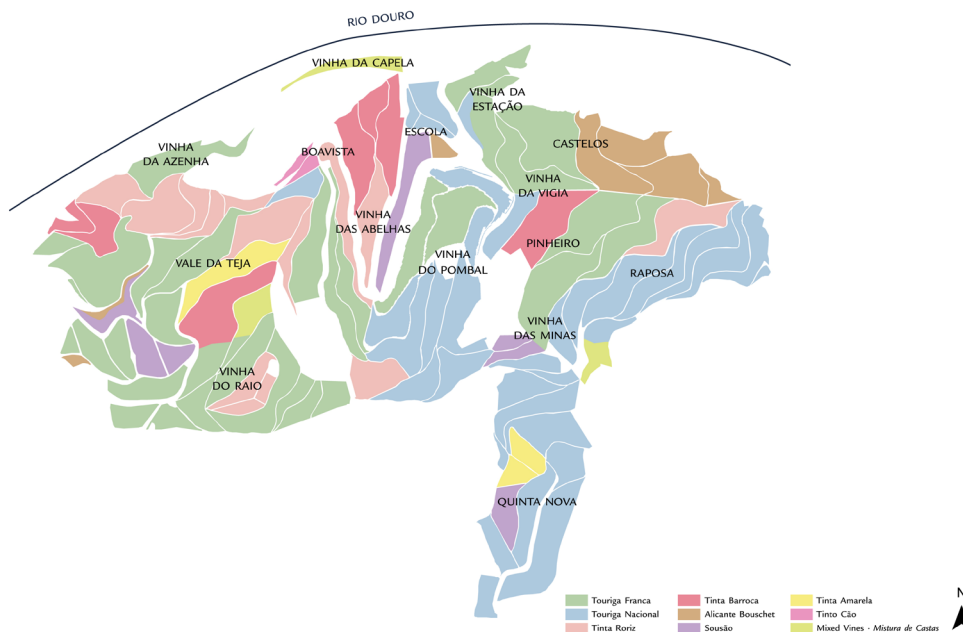 RIO DOURO
VINHA DA CAPELA
VINHA DA
ESTAÇÃO
ESCOLA
CASTELOS
VINHA
DA AZENHA
BOAVISTA
VINHA
DA VIGIA
VINHA
DAS ABELHAS
PINHEIRO
VALE DA TEJA
VINHA
DO POMBAL
RAPOSA
VINHA
DAS MINAS
VINHA
DO RAIO
QUINTA NOVA
Touriga Franca
Touriga Nacional
Tinta Roriz
Tinta Barroca
Alicante Bouschet
Sousão
Tinta Amarela
Tinto Cão
Mixed Vines - Mistura de Castas
N